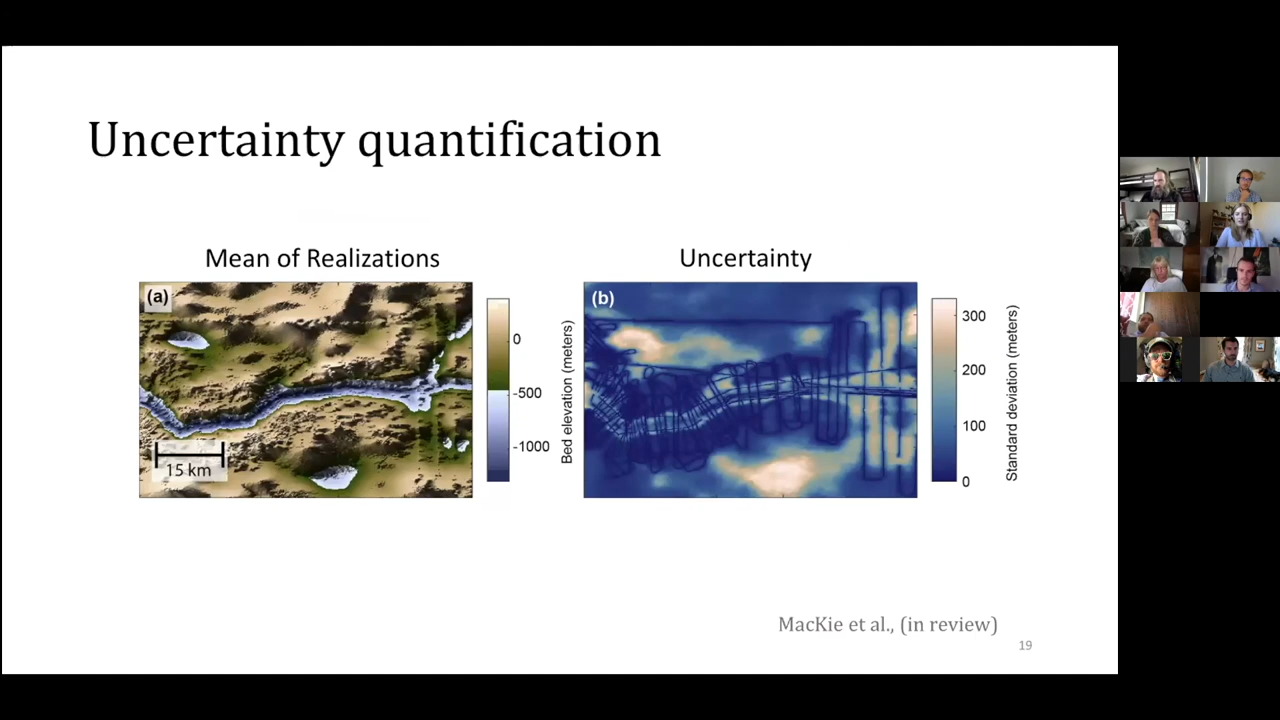 Uncertainty quantification
Mean of Realizations
Uncertainty
(a)
15 km
0
-500
-1000
Bed elevation (meters)
(b)
300
200
100
0
Standard deviation (meters)
MacKie et al., (in review)
19